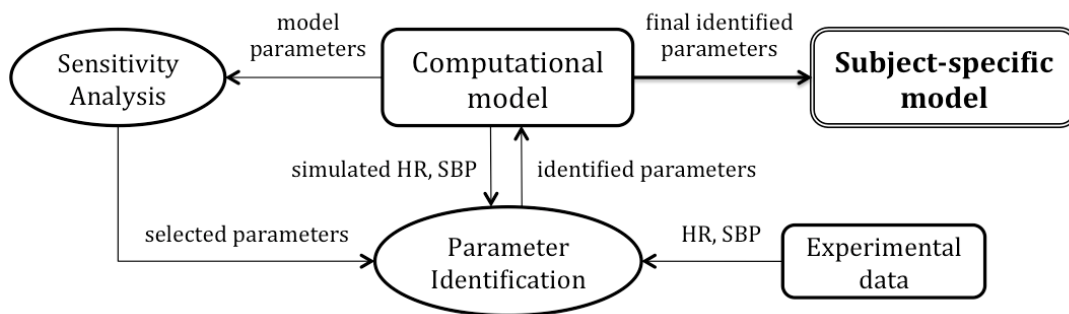 model
parameters
final identified
parameters
Sensitivity
Analysis
Computational
model
Subject-specific
model
simulated HR, SBP
identified parameters
selected parameters
Parameter
Identification
HR, SBP
Experimental
data